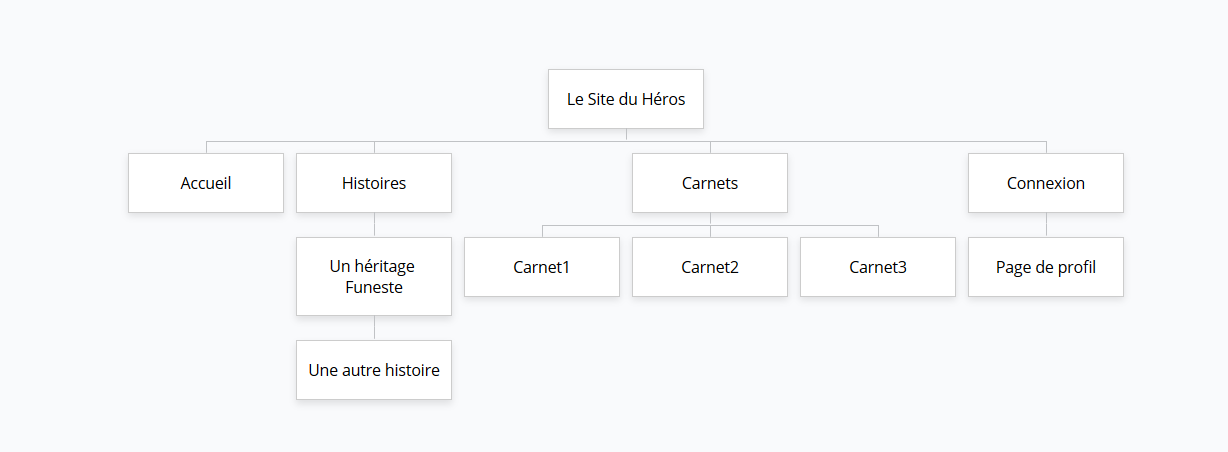 Le Site du Héros
Accueil
Histoires
Carnets
Connexion
Un héritage
Funeste
Carnet1
Carnet2
Carnet3
Page de profil
Une autre histoire